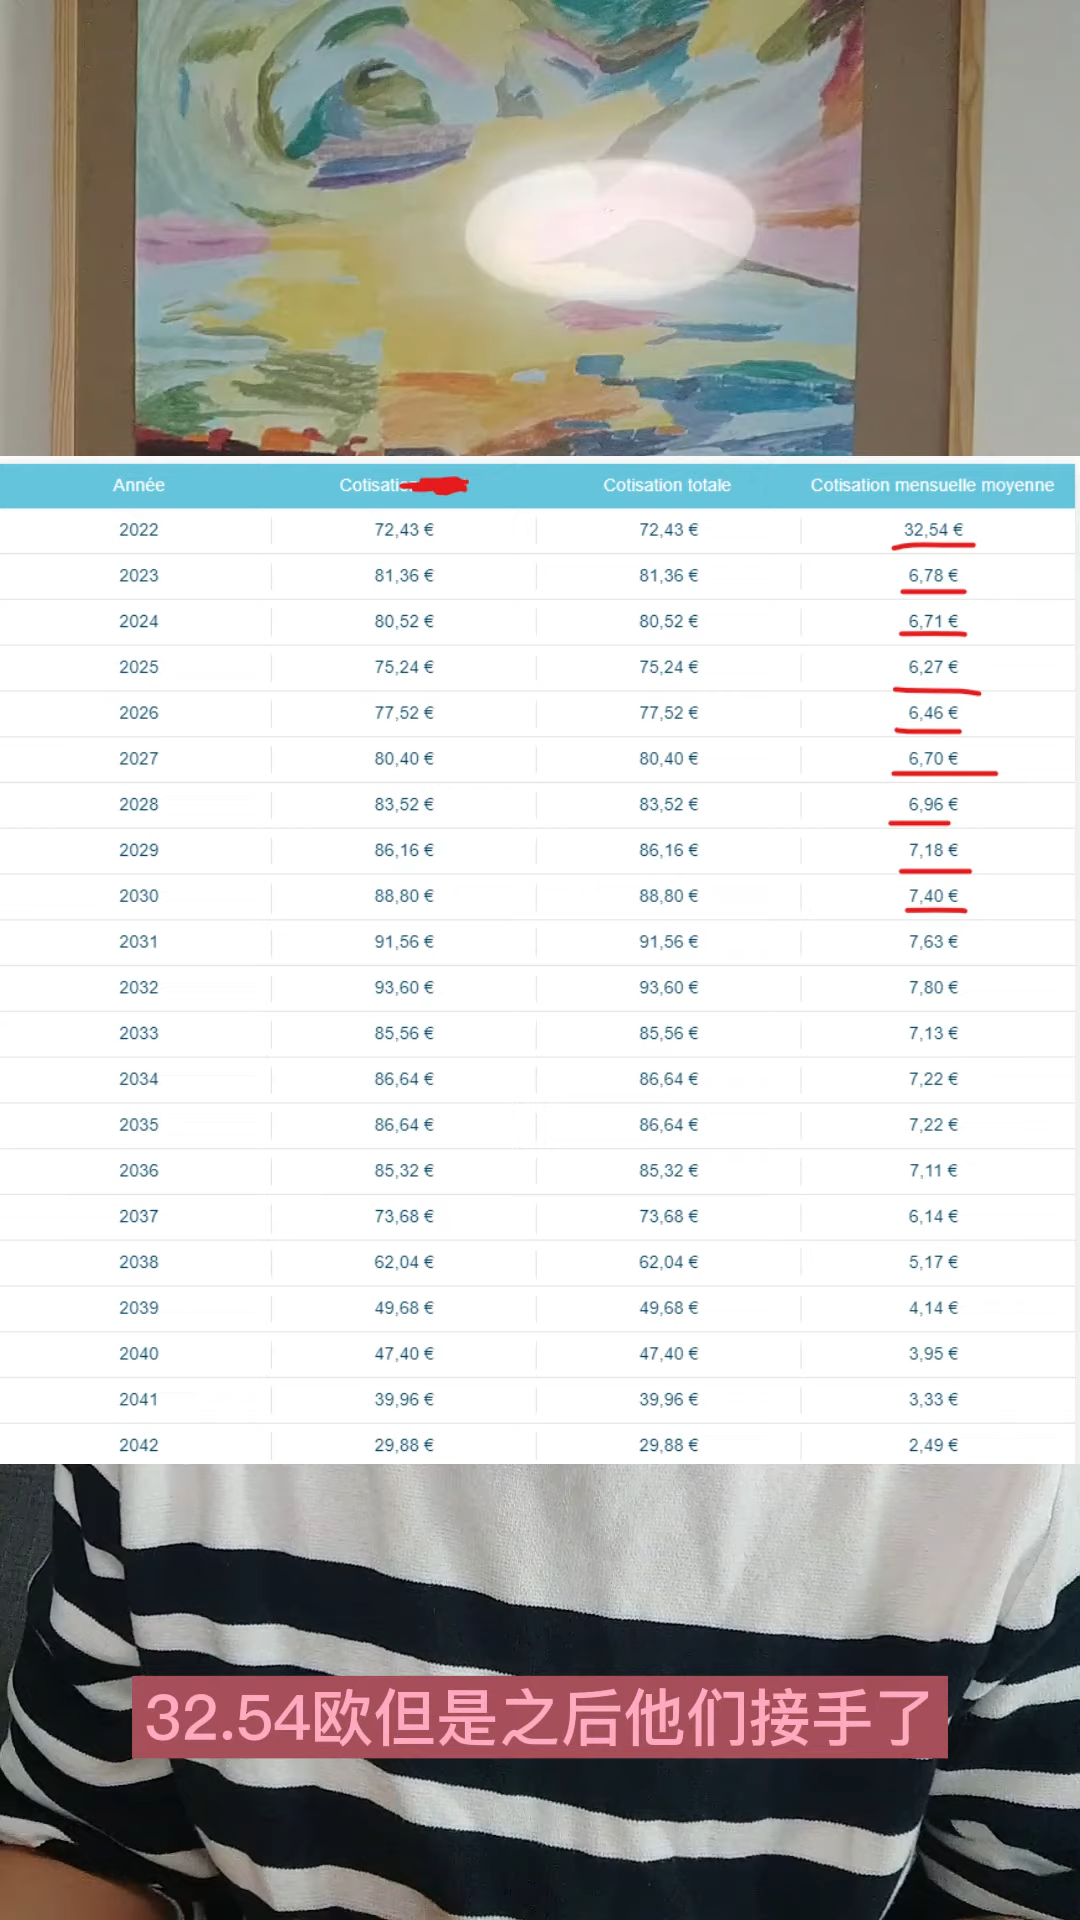 Année Cotisatio Cotisation totale Cotisation mensuelle moyenne
2022 72,43 € 72,43 € 32,54 €
2023 81,36 € 81,36 € 6,78 €
2024 80,52 € 80,52 € 6,71 €
2025 75,24 € 75,24 € 6,27 €
2026 77,52 € 77,52 € 6,46 €
2027 80,40 € 80,40 € 6,70 €
2028 83,52 € 83,52 € 6,96 €
2029 86,16 € 86,16 € 7,18 €
2030 88,80 € 88,80 € 7,40 €
2031 91,56 € 91,56 € 7,63 €
2032 93,60 € 93,60 € 7,80 €
2033 85,56 € 85,56 € 7,13 €
2034 86,64 € 86,64 € 7,22 €
2035 86,64 € 86,64 € 7,22 €
2036 85,32 € 85,32 € 7,11 €
2037 73,68 € 73,68 € 6,14 €
2038 62,04 € 62,04 € 5,17 €
2039 49,68 € 49,68 € 4,14 €
2040 47,40 € 47,40 € 3,95 €
2041 39,96 € 39,96 € 3,33 €
2042 29,88 € 29,88 € 2,49 €
32.54欧但是之后他们接手了